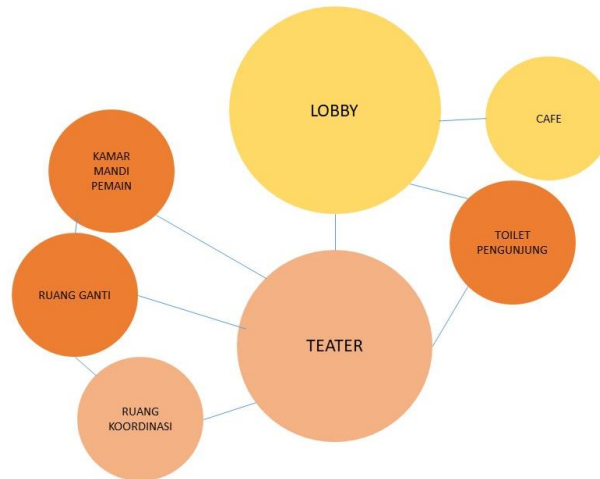 LOBBY
CAFE
KAMAR
MANDI
PEMAIN
TOILET
PENGUNJUNG
RUANG GANTI
TEATER
RUANG
KOORDINASI